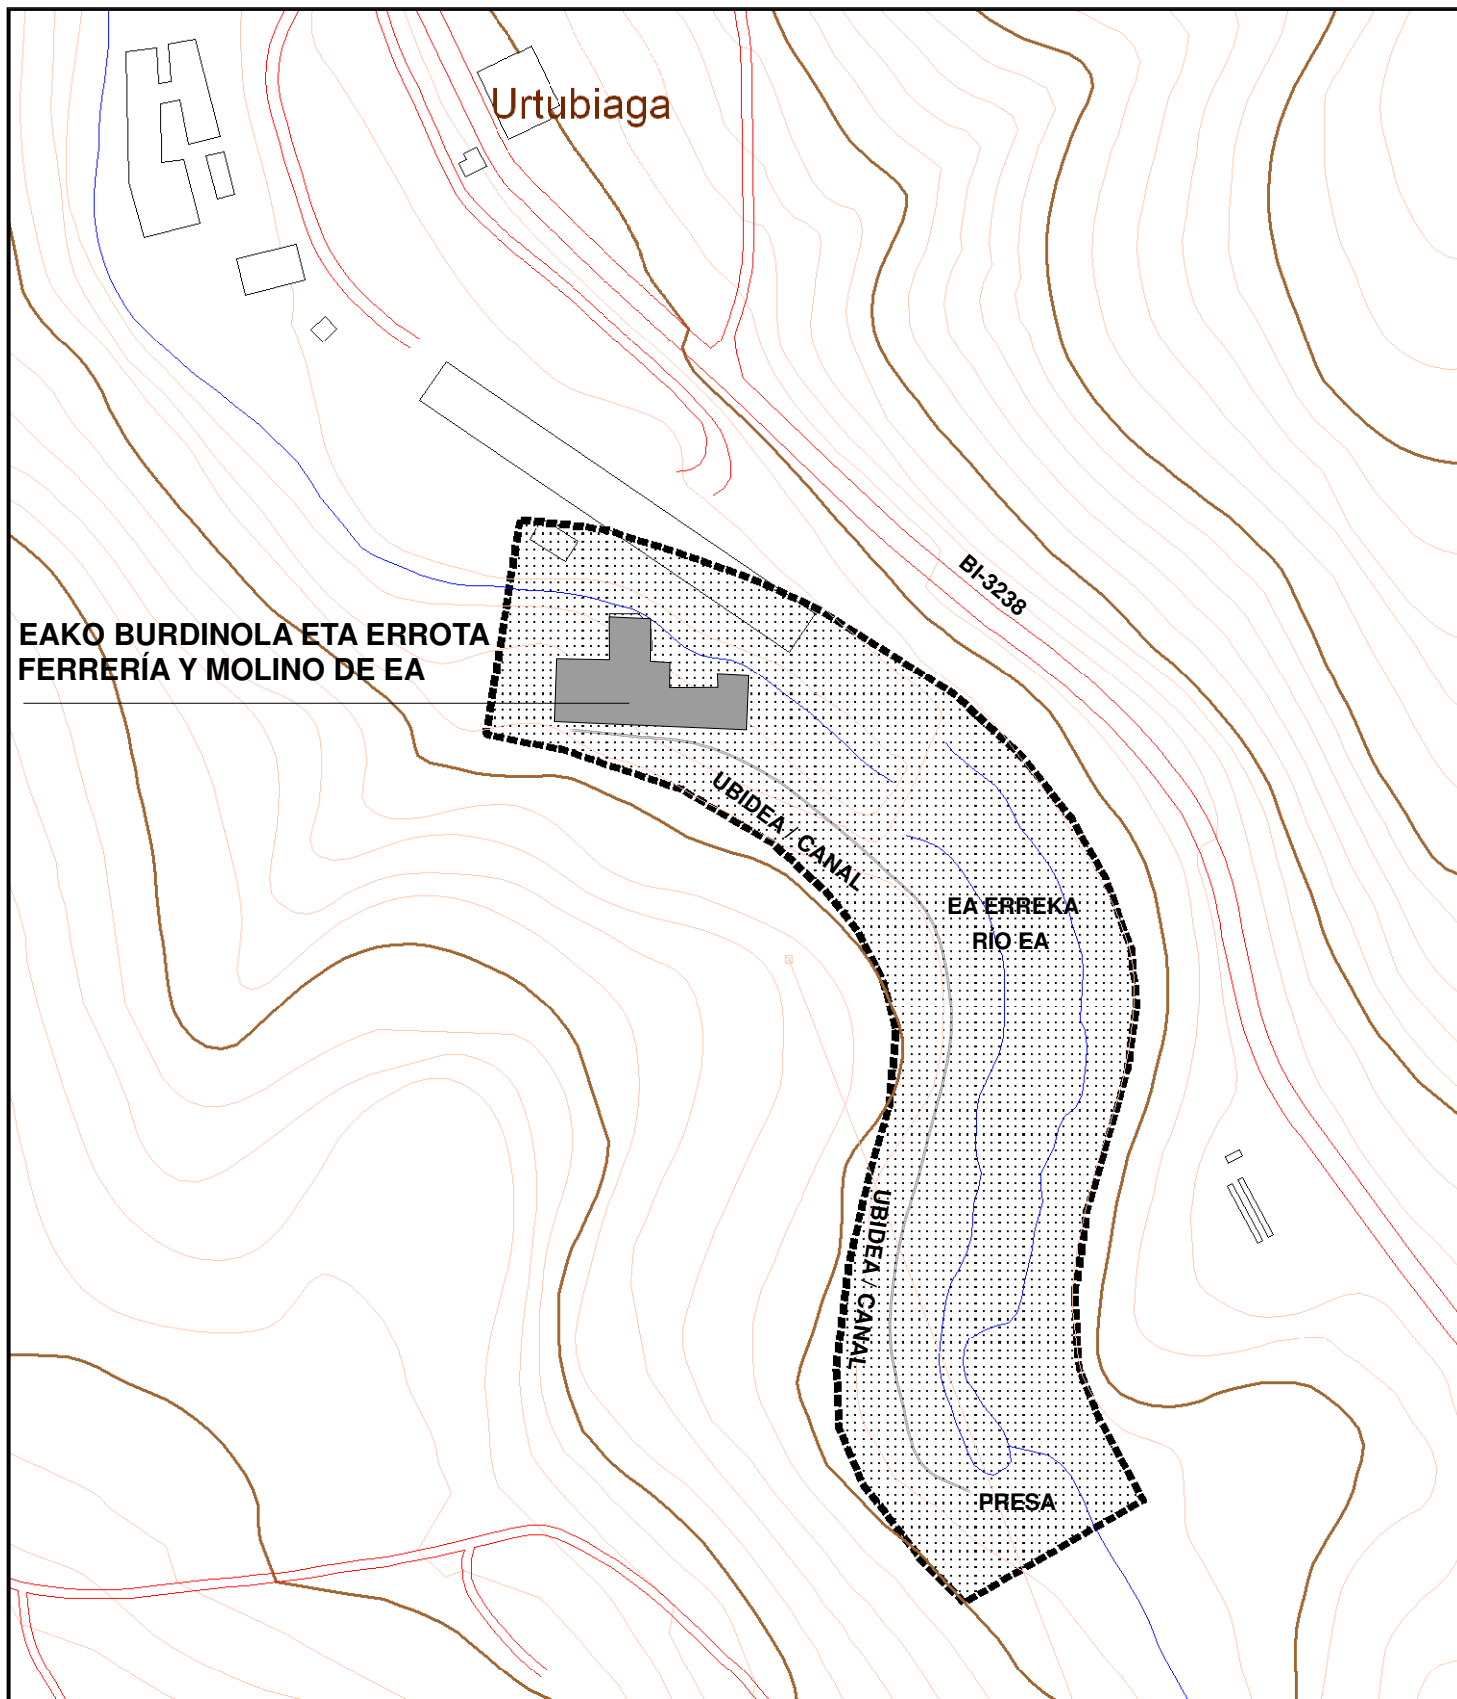 Urtubiaga
BI-3238
EAKO BURDINOLA ETA ERROTA
FERRERÍA Y MOLINO DE EA
UBIDEA / CANAL
EA ERREKA
RIO EA
UBIDEA / CANAL
PRESA